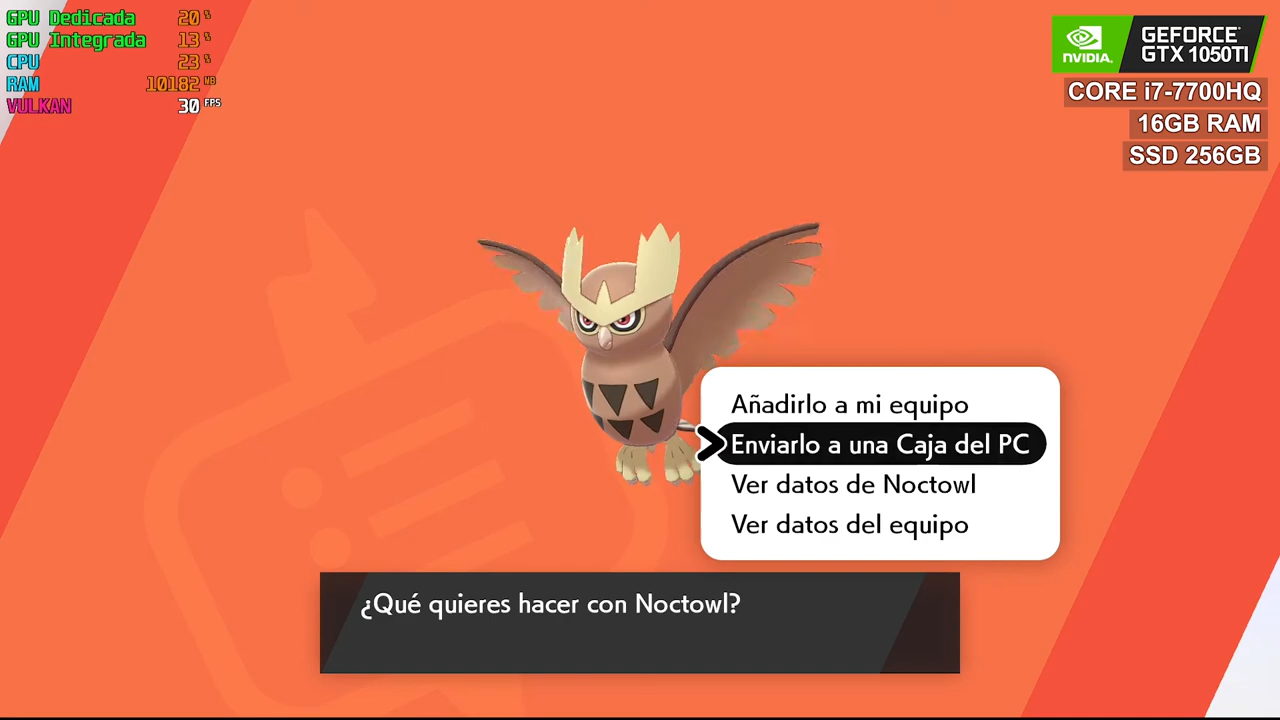 GPU Dedicada 20 %
GPU Integrada 13 %
CPU 23 %
RAM 10182 MB
VULKAN 30 FPS
NVIDIA.
GEFORCE
GTX 1050TI
CORE i7-7700HQ
16GB RAM
SSD 256GB
Añadirlo a mi equipo
Enviarlo a una Caja del PC
Ver datos de Noctowl
Ver datos del equipo
¿Qué quieres hacer con Noctowl?